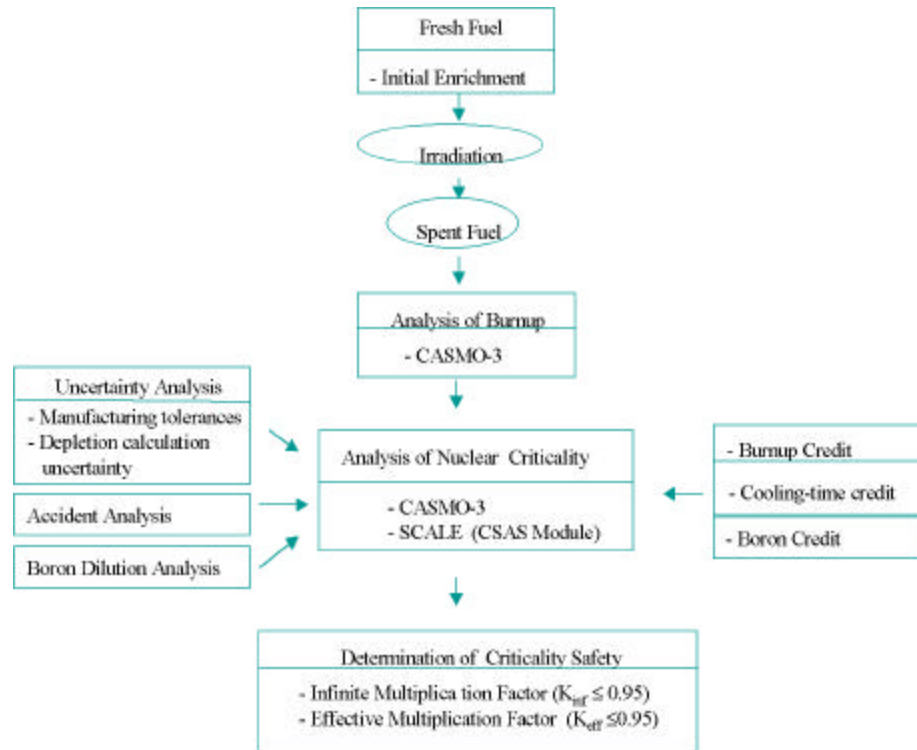 Fresh Fuel
- Initial Enrichment
Irradiation
Spent Fuel
Analysis of Burnup
- CASMO-3
Uncertainty Analysis
- Manufacturing tolerances
- Depletion calculation
uncertainty
Accident Analysis
Boron Dilution Analysis
Analysis of Nuclear Criticality
- CASMO-3
- SCALE (CSAS Module)
- Burnup Credit
- Cooling-time credit
- Boron Credit
Determination of Criticality Safety
- Infinite Multiplication Factor (Kinf ≤ 0.95)
- Effective Multiplication Factor (Keff ≤0.95)